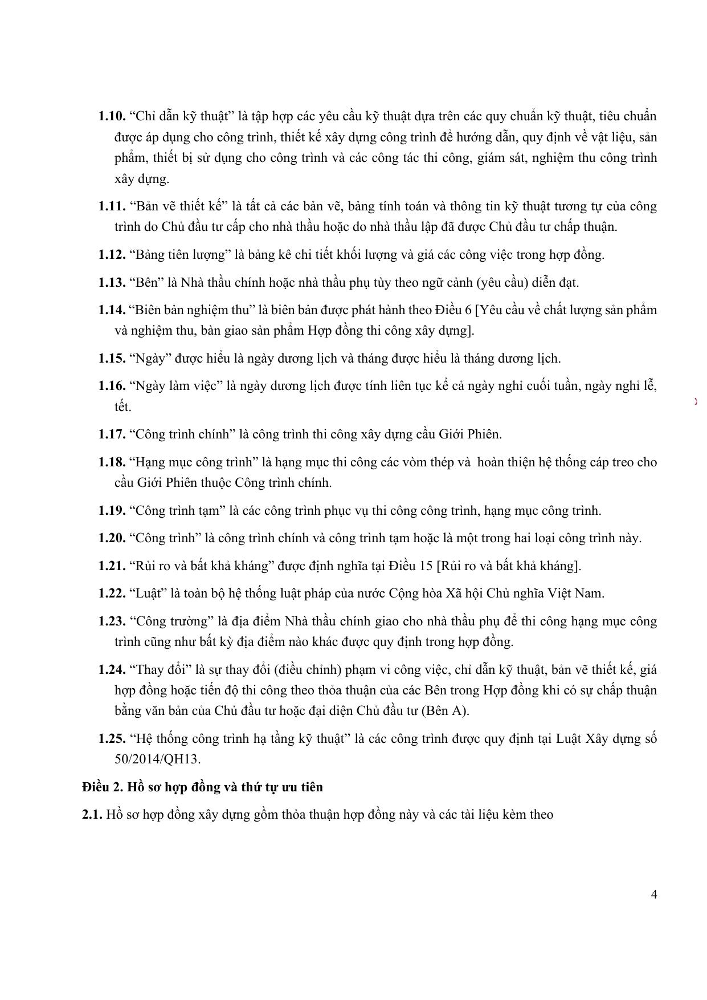 1.10. “Chỉ dẫn kỹ thuật” là tập hợp các yêu cầu kỹ thuật dựa trên các quy chuẩn kỹ thuật, tiêu chuẩn
được áp dụng cho công trình, thiết kế xây dựng công trình để hướng dẫn, quy định về vật liệu, sản
phẩm, thiết bị sử dụng cho công trình và các công tác thi công, giám sát, nghiệm thu công trình
xây dựng.
1.11. “Bản vẽ thiết kế” là tất cả các bản vẽ, bảng tính toán và thông tin kỹ thuật tương tự của công
trình do Chủ đầu tư cấp cho nhà thầu hoặc do nhà thầu lập đã được Chủ đầu tư chấp thuận.
1.12. “Bảng tiên lượng” là bảng kê chi tiết khối lượng và giá các công việc trong hợp đồng.
1.13. “Bên” là Nhà thầu chính hoặc nhà thầu phụ tùy theo ngữ cảnh (yêu cầu) diễn đạt.
1.14. “Biên bản nghiệm thu” là biên bản được phát hành theo Điều 6 [Yêu cầu về chất lượng sản phẩm
và nghiệm thu, bàn giao sản phẩm Hợp đồng thi công xây dựng].
1.15. “Ngày” được hiểu là ngày dương lịch và tháng được hiểu là tháng dương lịch.
1.16. “Ngày làm việc” là ngày dương lịch được tính liên tục kể cả ngày nghỉ cuối tuần, ngày nghỉ lễ,
tết.
1.17. “Công trình chính” là công trình thi công xây dựng cầu Giới Phiên.
1.18. “Hạng mục công trình” là hạng mục thi công các vòm thép và hoàn thiện hệ thống cáp treo cho
cầu Giới Phiên thuộc Công trình chính.
1.19. “Công trình tạm” là các công trình phục vụ thi công công trình, hạng mục công trình.
1.20. “Công trình” là công trình chính và công trình tạm hoặc là một trong hai loại công trình này.
1.21. “Rủi ro và bất khả kháng” được định nghĩa tại Điều 15 [Rủi ro và bất khả kháng].
1.22. “Luật” là toàn bộ hệ thống luật pháp của nước Cộng hòa Xã hội Chủ nghĩa Việt Nam.
1.23. “Công trường” là địa điểm Nhà thầu chính giao cho nhà thầu phụ để thi công hạng mục công
trình cũng như bất kỳ địa điểm nào khác được quy định trong hợp đồng.
1.24. “Thay đổi” là sự thay đổi (điều chỉnh) phạm vi công việc, chỉ dẫn kỹ thuật, bản vẽ thiết kế, giá
hợp đồng hoặc tiến độ thi công theo thỏa thuận của các Bên trong Hợp đồng khi có sự chấp thuận
bằng văn bản của Chủ đầu tư hoặc đại diện Chủ đầu tư (Bên A).
1.25. “Hệ thống công trình hạ tầng kỹ thuật” là các công trình được quy định tại Luật Xây dựng số
50/2014/QH13.
Điều 2. Hồ sơ hợp đồng và thứ tự ưu tiên
2.1. Hồ sơ hợp đồng xây dựng gồm thỏa thuận hợp đồng này và các tài liệu kèm theo
4